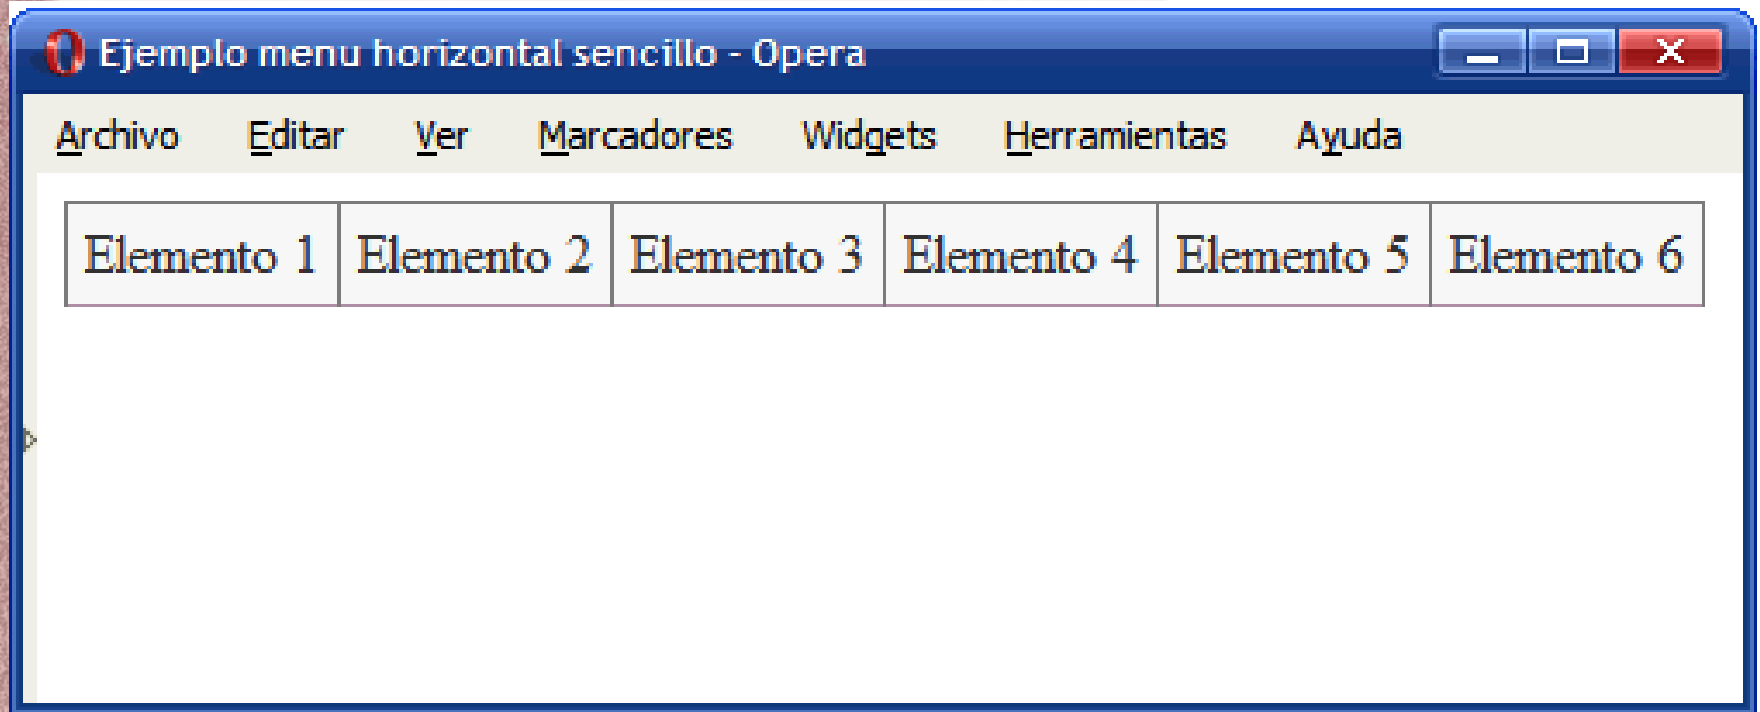 Ejemplo menu horizontal sencillo - Opera
Archivo Editar Ver Marcadores Widgets Herramientas Ayuda
Elemento 1 Elemento 2 Elemento 3 Elemento 4 Elemento 5 Elemento 6